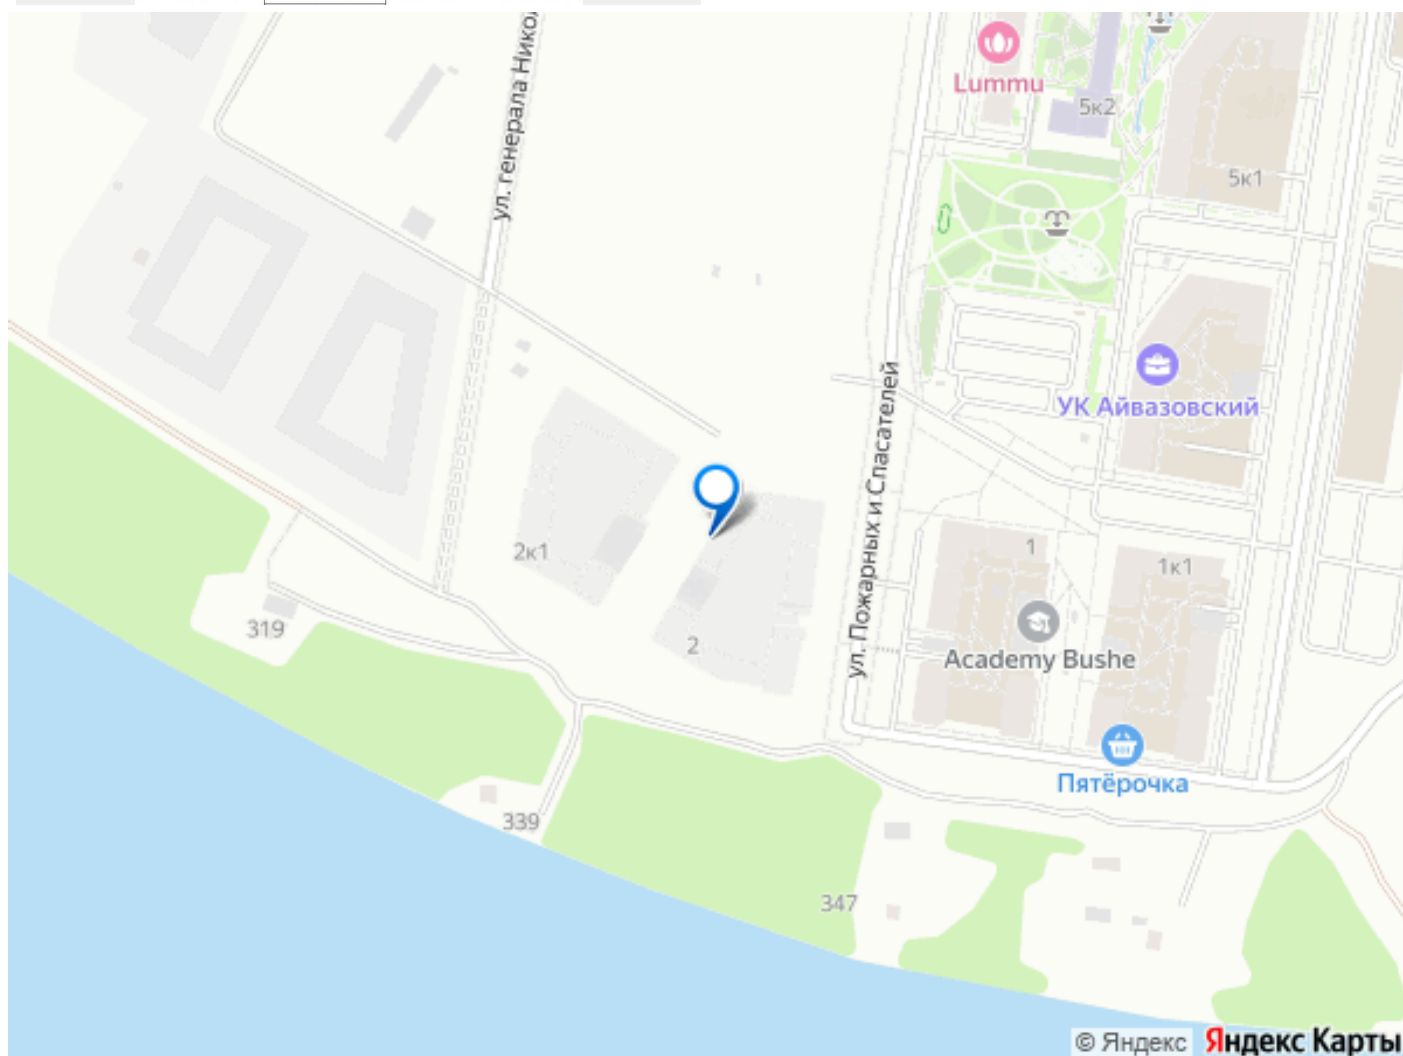 ул. генерала Нико
Lummu
5к2
5к1
УК Айвазовский
ул. Пожарных и Спасателей
2к1
1
1к1
319
2
Academy Bushe
Пятёрочка
339
347
© Яндекс Яндекс Карты